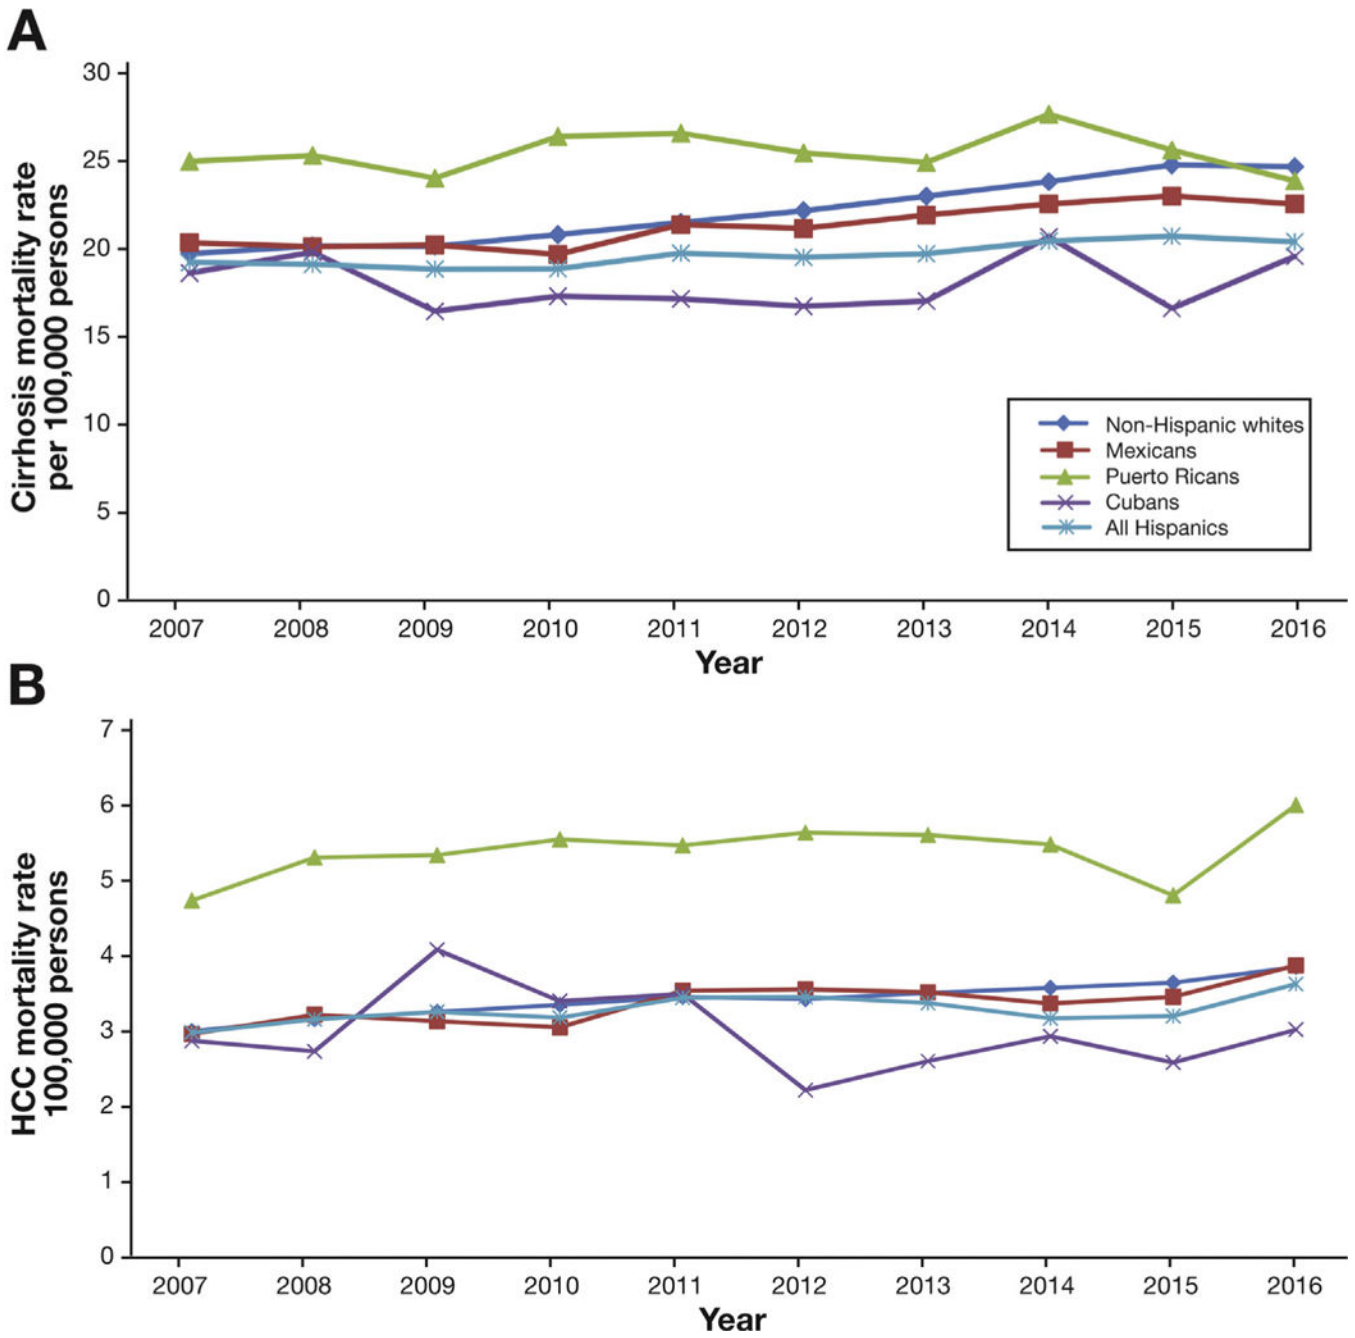 A
30
25
20
15
10
5
0
Cirrhosis mortality rate
per 100,000 persons
Non-Hispanic whites
Mexicans
Puerto Ricans
Cubans
All Hispanics
2007 2008 2009 2010 2011 2012 2013 2014 2015 2016
Year
B
7
6
5
4
3
2
1
0
HCC mortality rate
100,000 persons
2007 2008 2009 2010 2011 2012 2013 2014 2015 2016
Year